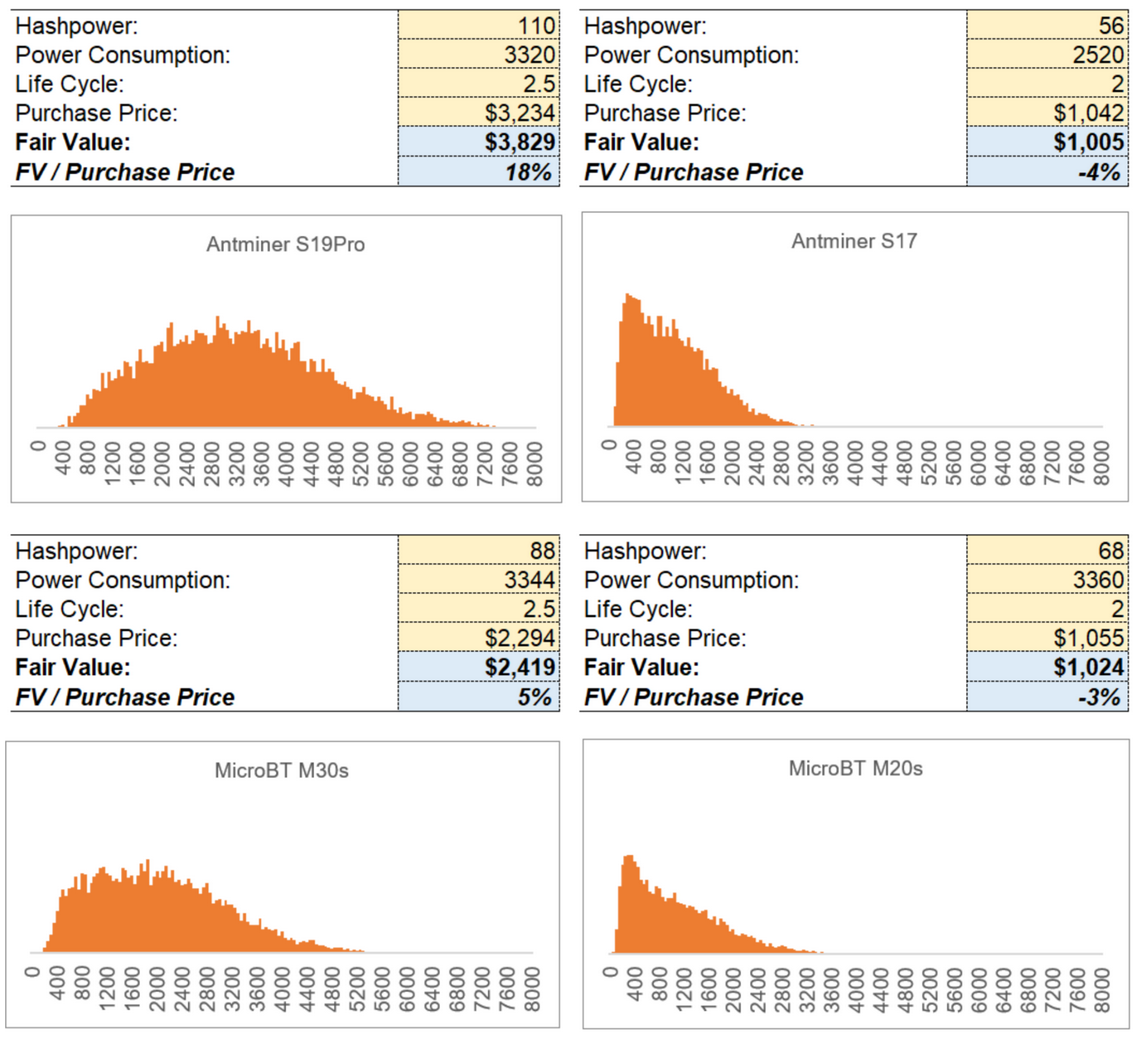 Hashpower: 110
Power Consumption: 3320
Life Cycle: 2.5
Purchase Price: $3,234
Fair Value: $3,829
FV / Purchase Price 18%
Hashpower: 56
Power Consumption: 2520
Life Cycle: 2
Purchase Price: $1,042
Fair Value: $1,005
FV / Purchase Price -4%
Antminer S19Pro
0 400 800 1200 1600 2000 2400 2800 3200 3600 4000 4400 4800 5200 5600 6000 6400 6800 7200 7600 8000
Antminer S17
0 400 800 1200 1600 2000 2400 2800 3200 3600 4000 4400 4800 5200 5600 6000 6400 6800 7200 7600 8000
Hashpower: 88
Power Consumption: 3344
Life Cycle: 2.5
Purchase Price: $2,294
Fair Value: $2,419
FV / Purchase Price 5%
Hashpower: 68
Power Consumption: 3360
Life Cycle: 2
Purchase Price: $1,055
Fair Value: $1,024
FV / Purchase Price -3%
MicroBT M30s
0 400 800 1200 1600 2000 2400 2800 3200 3600 4000 4400 4800 5200 5600 6000 6400 6800 7200 7600 8000
MicroBT M20s
0 400 800 1200 1600 2000 2400 2800 3200 3600 4000 4400 4800 5200 5600 6000 6400 6800 7200 7600 8000